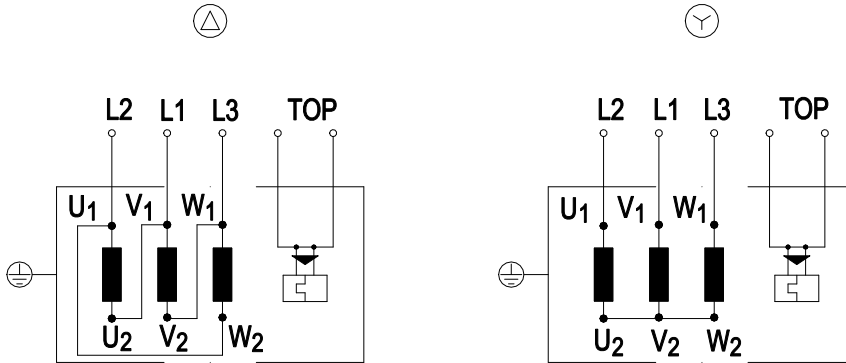 L2 L1 L3 TOP L2 L1 L3 TOP
U1 V1 W1 U1 V1 W1
U2 V2 W2 U2 V2 W2